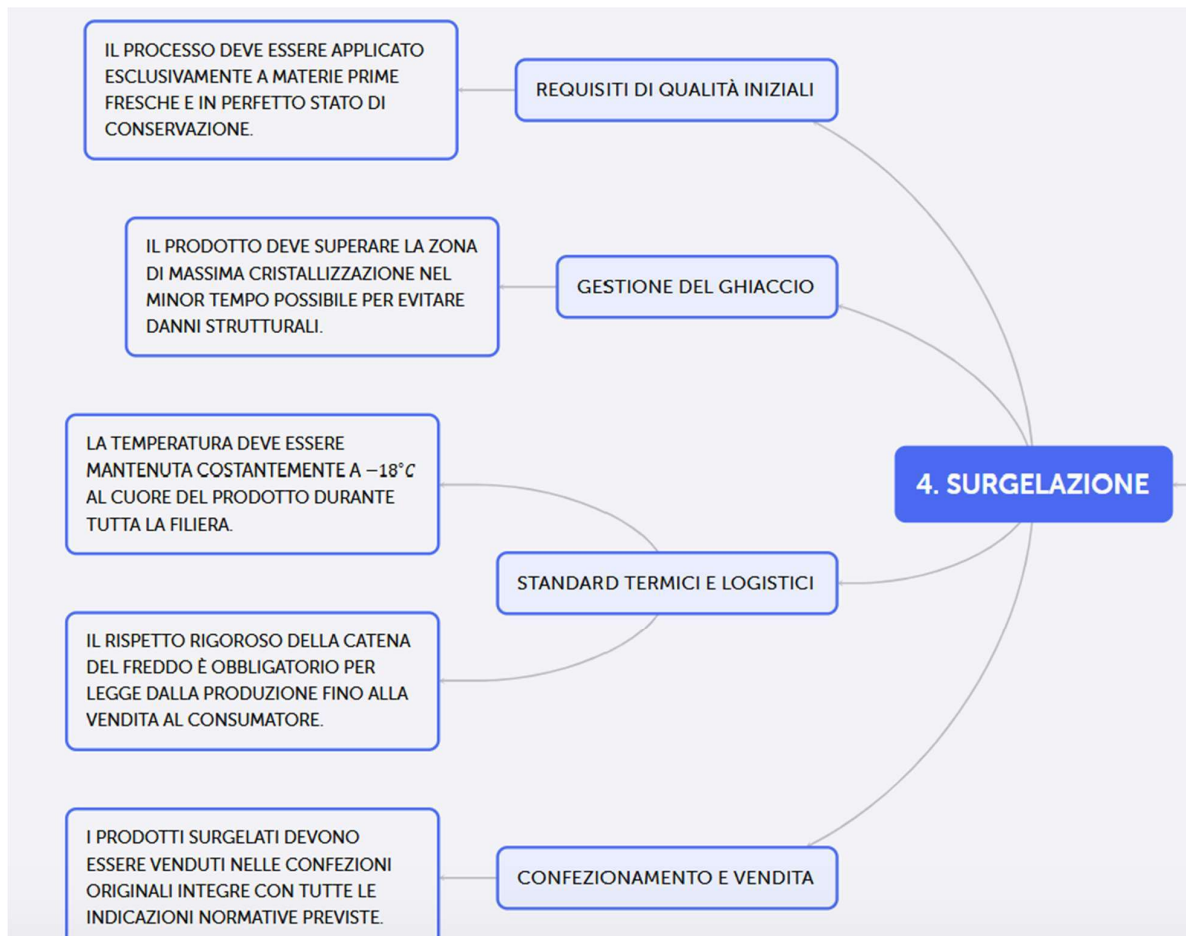 IL PROCESSO DEVE ESSERE APPLICATO
ESCLUSIVAMENTE A MATERIE PRIME
FRESCHE E IN PERFETTO STATO DI
CONSERVAZIONE.
REQUISITI DI QUALITÀ INIZIALI
IL PRODOTTO DEVE SUPERARE LA ZONA
DI MASSIMA CRISTALLIZZAZIONE NEL
MINOR TEMPO POSSIBILE PER EVITARE
DANNI STRUTTURALI.
GESTIONE DEL GHIACCIO
LA TEMPERATURA DEVE ESSERE
MANTENUTA COSTANTEMENTE A −18°C
AL CUORE DEL PRODOTTO DURANTE
TUTTA LA FILIERA.
4. SURGELAZIONE
STANDARD TERMICI E LOGISTICI
IL RISPETTO RIGOROSO DELLA CATENA
DEL FREDDO È OBBLIGATORIO PER
LEGGE DALLA PRODUZIONE FINO ALLA
VENDITA AL CONSUMATORE.
I PRODOTTI SURGELATI DEVONO
ESSERE VENDUTI NELLE CONFEZIONI
ORIGINALI INTEGRE CON TUTTE LE
INDICAZIONI NORMATIVE PREVISTE.
CONFEZIONAMENTO E VENDITA